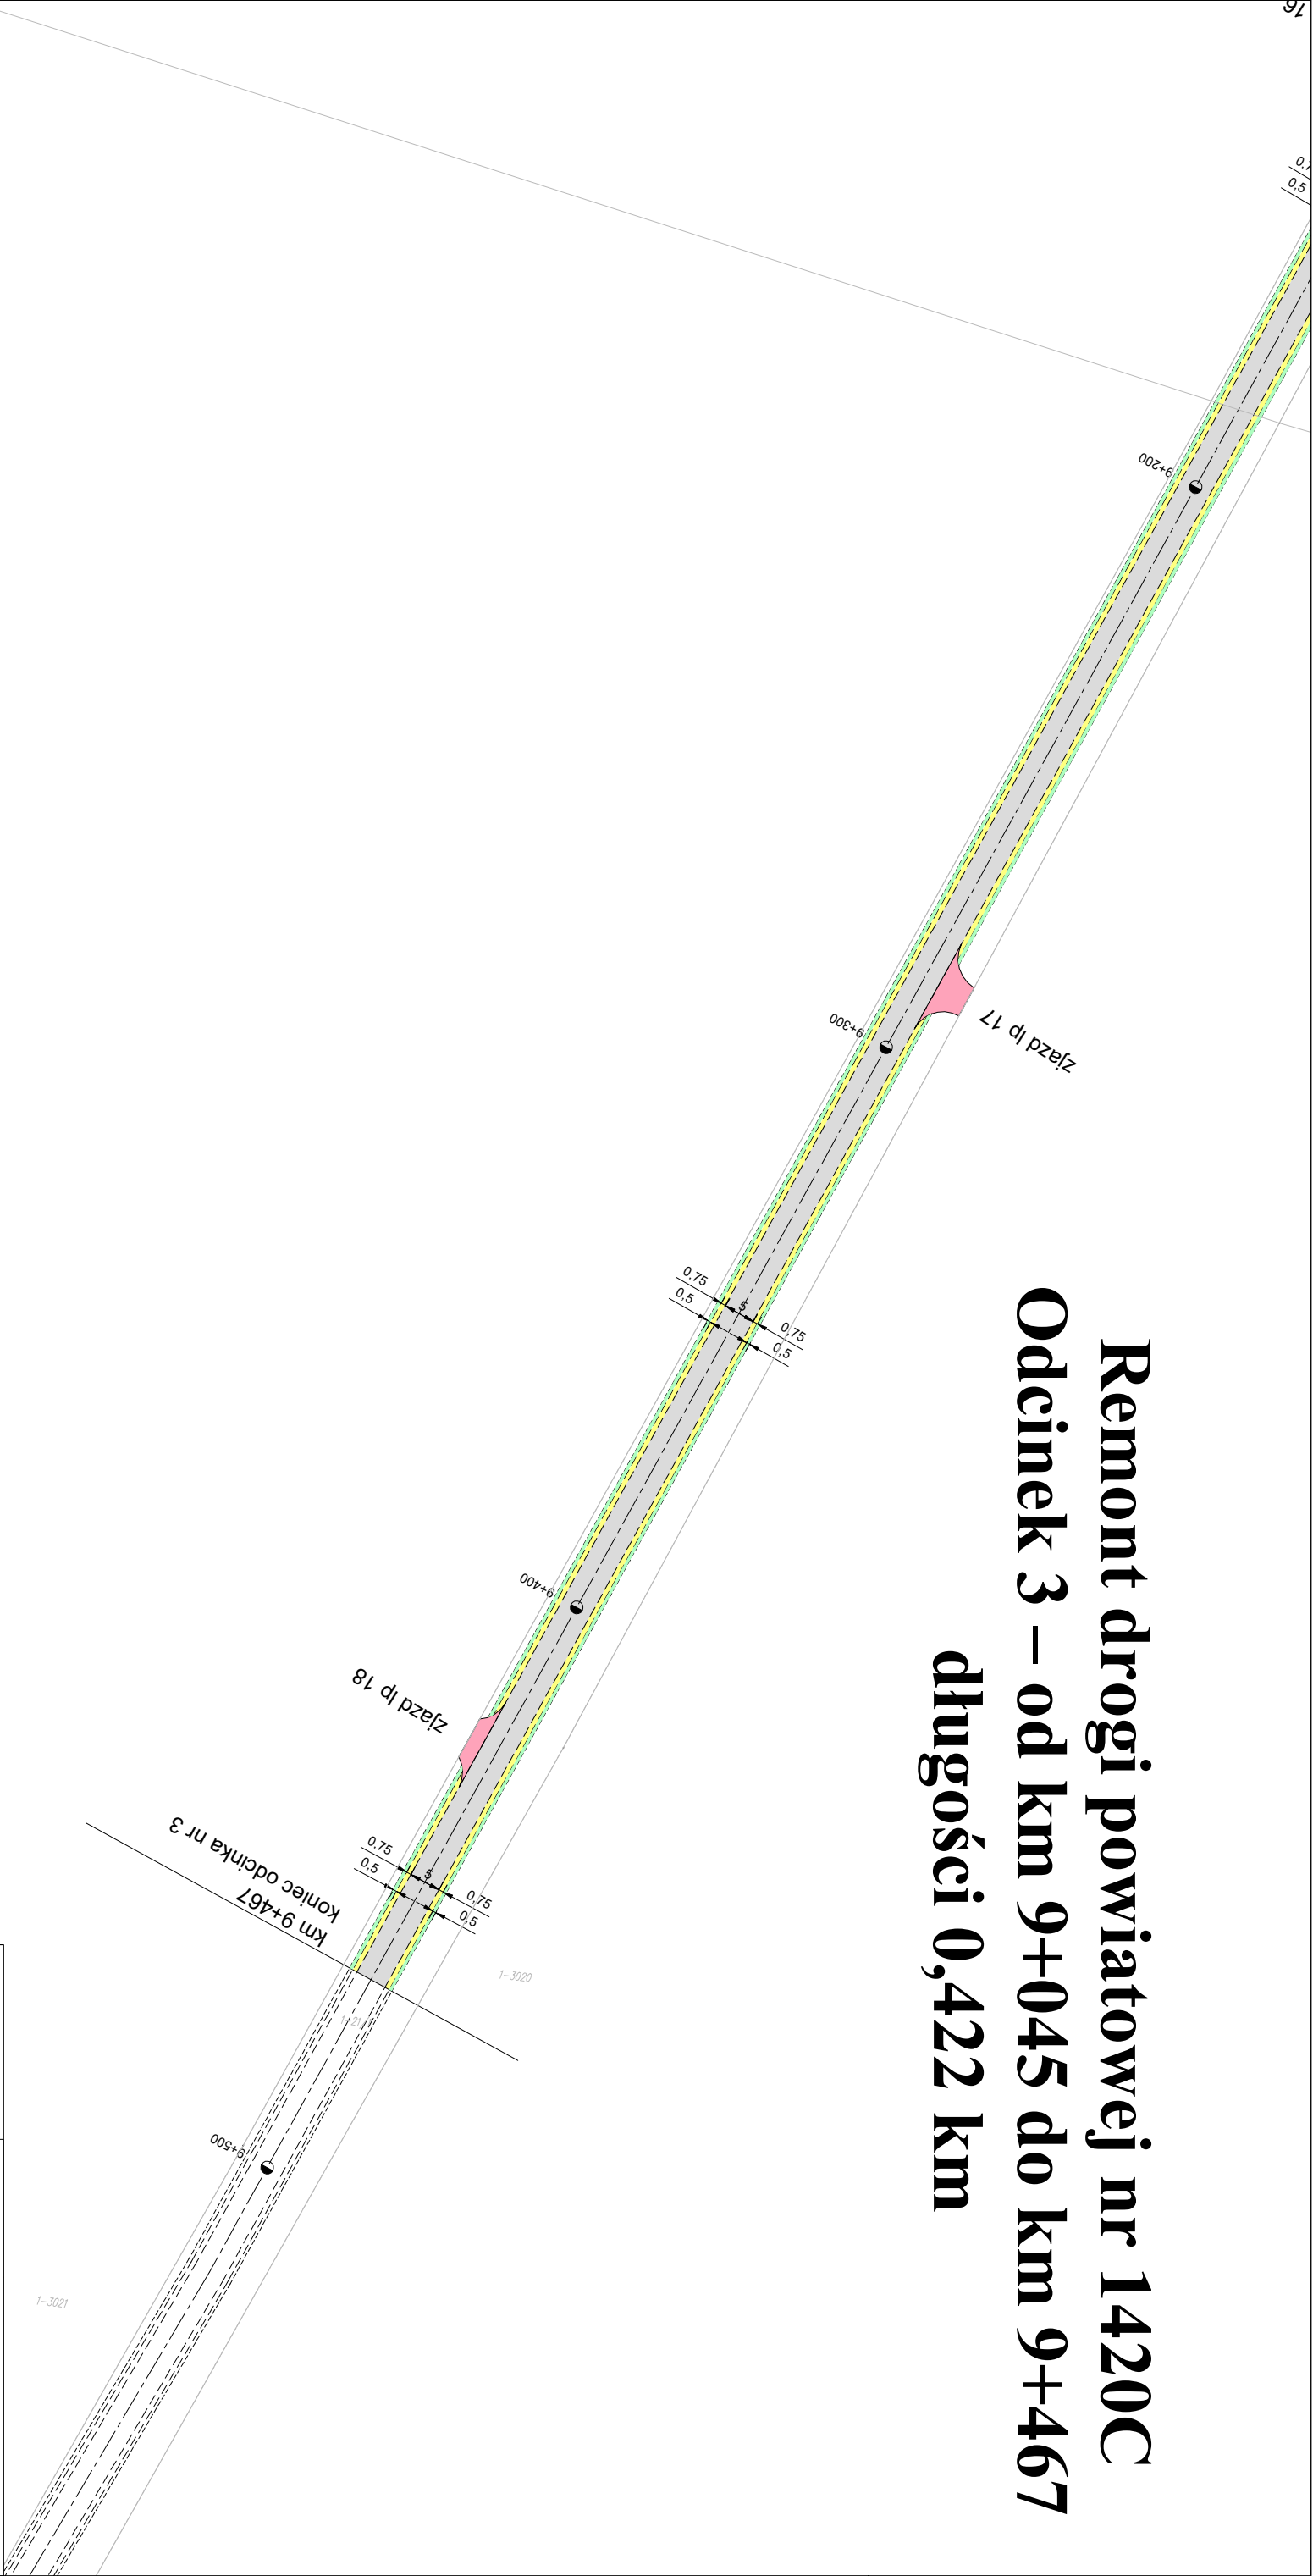 Remont drogi powiatowej nr 1420C
Odcinek 3 – od km 9+045 do km 9+467
długości 0,422 km
16
0,5
9+200
zjazd lp 17
9+300
0,75
0,5
5
0,75
0,5
9+400
zjazd lp 18
0,75
0,5
5
0,75
0,5
koniec odcinka nr 3
km 9+467
1-3020
9+500
1-3021